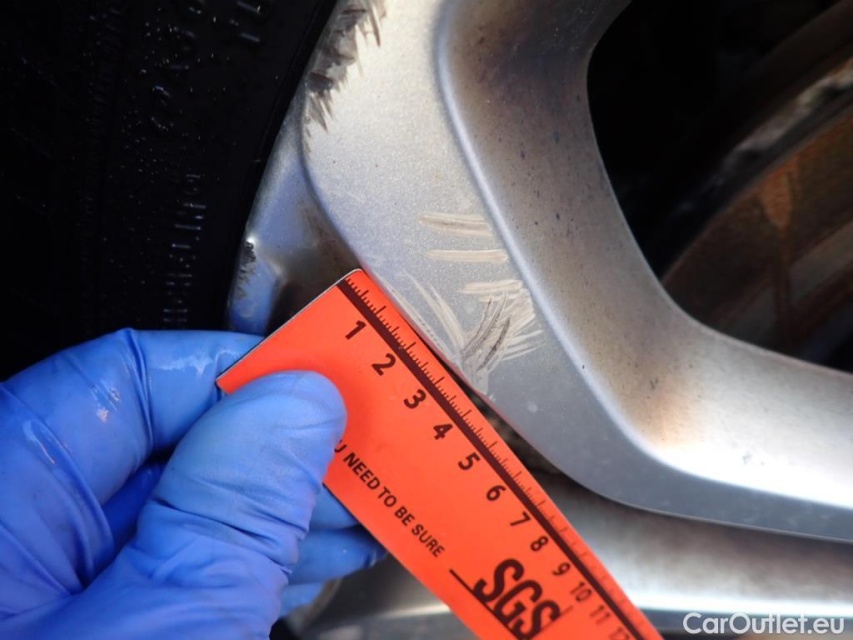 1 2 3 4 5 6 7 8 9 10 11
NEED TO BE SURE
SGS
CarOutlet.eu